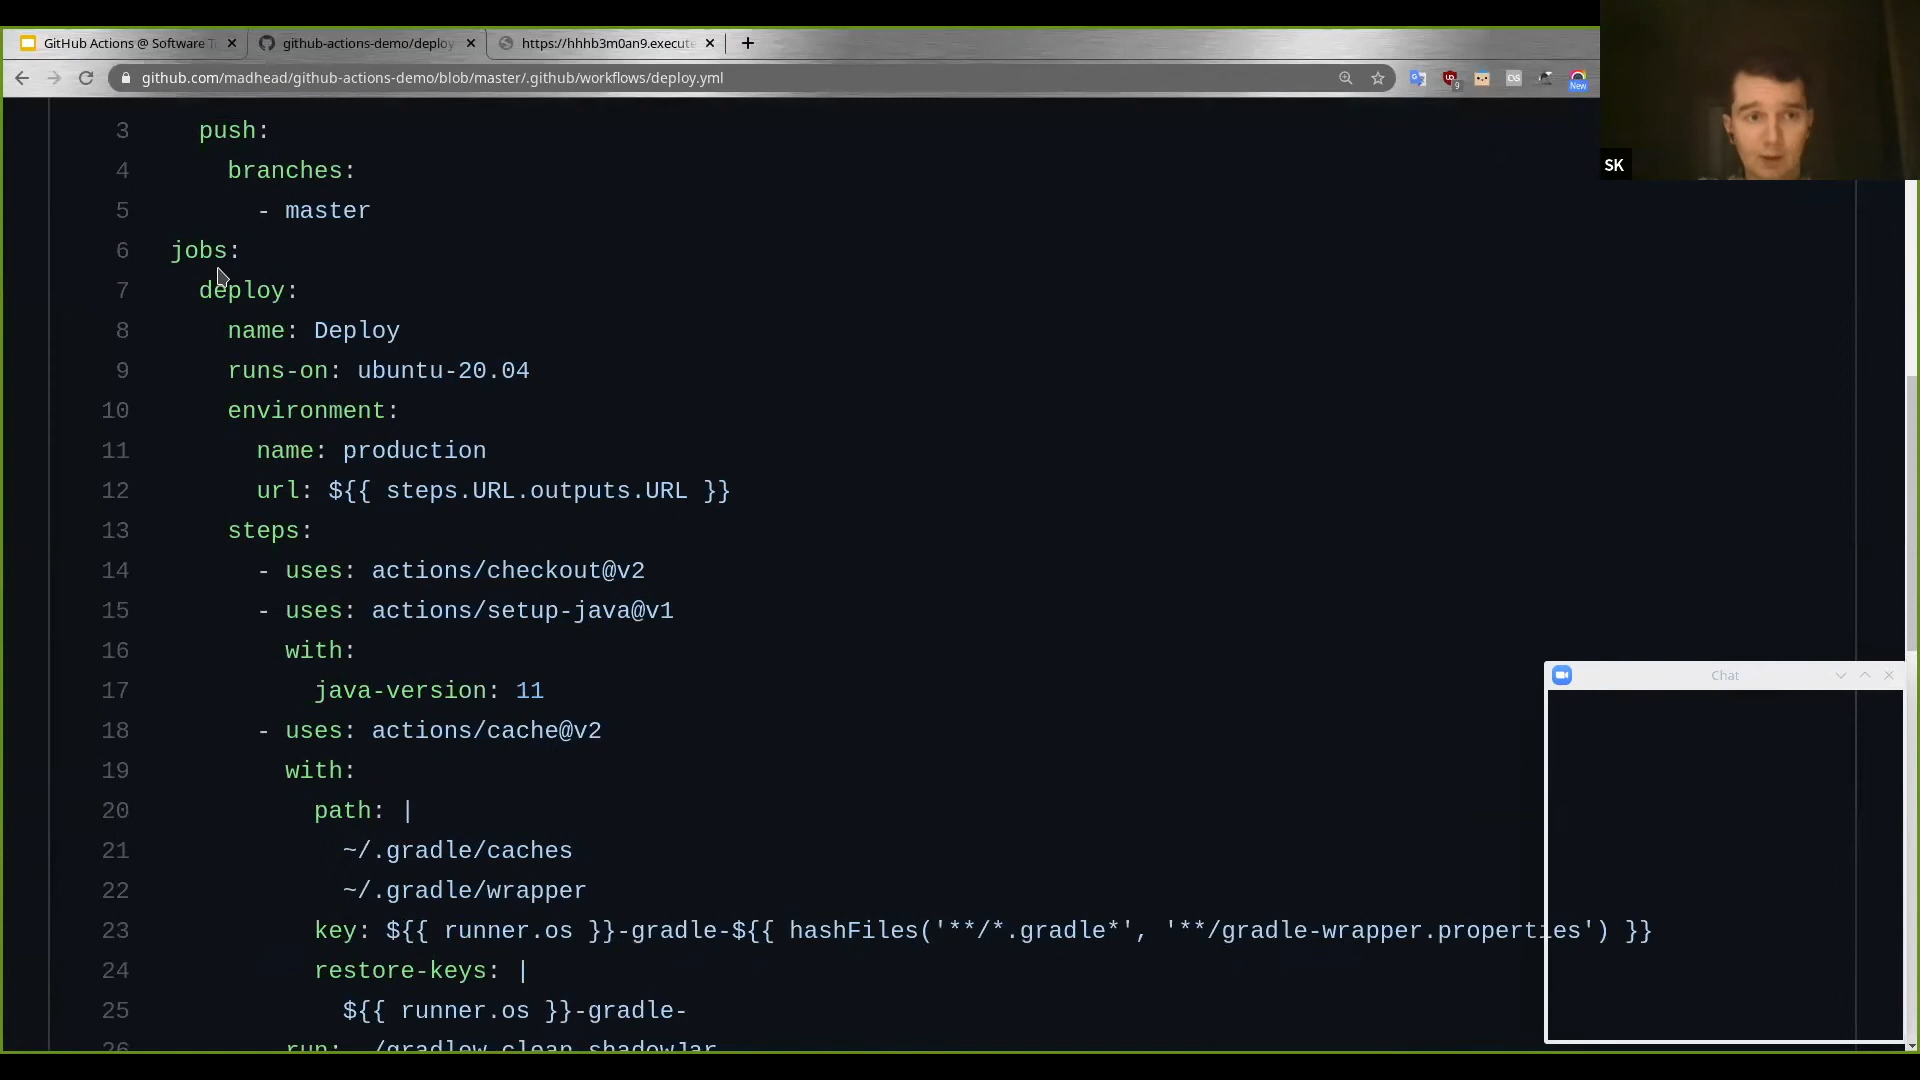 GitHub Actions @ Software T
github-actions-demo/deploy
https://hhhb3m0an9.execute
github.com/madhead/github-actions-demo/blob/master/.github/workflows/deploy.yml
9
New
SK
3 push:
4 branches:
5 - master
6 jobs:
7 deploy:
8 name: Deploy
9 runs-on: ubuntu-20.04
10 environment:
11 name: production
12 url: ${{ steps.URL.outputs.URL }}
13 steps:
14 - uses: actions/checkout@v2
15 - uses: actions/setup-java@v1
16 with:
17 java-version: 11
18 - uses: actions/cache@v2
19 with:
20 path: |
21 ~/.gradle/caches
22 ~/.gradle/wrapper
23 key: ${{ runner.os }}-gradle-${{ hashFiles('**/*.gradle*', '**/gradle-wrapper.properties') }}
24 restore-keys: |
25 ${{ runner.os }}-gradle-
26 run: ./gradlew clean shadowJar
Chat